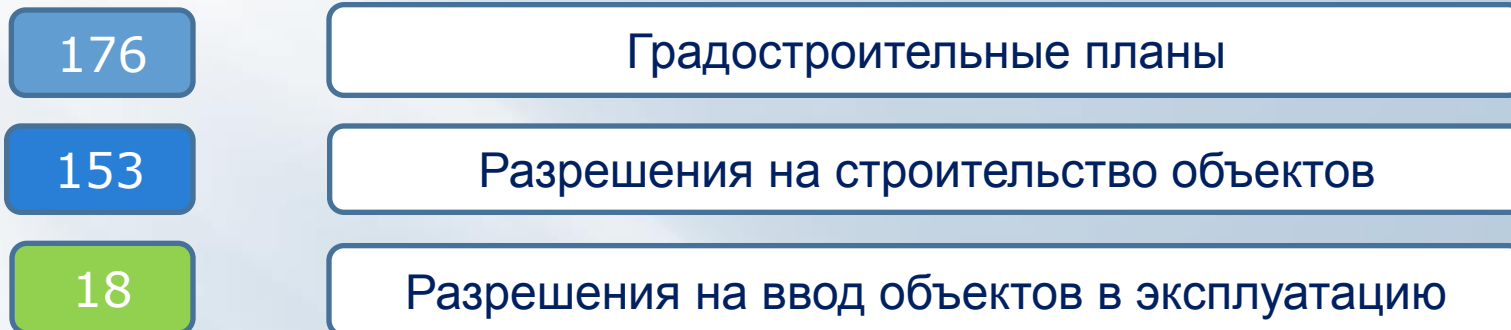 176
Градостроительные планы
153
Разрешения на строительство объектов
18
Разрешения на ввод объектов в эксплуатацию